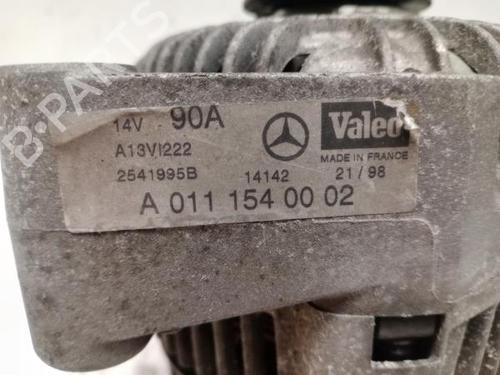 14V 90A Valeo
A13VI222 MADE IN FRANCE
2541995B 14142 21/98
A 011 154 00 02
B-PARTS